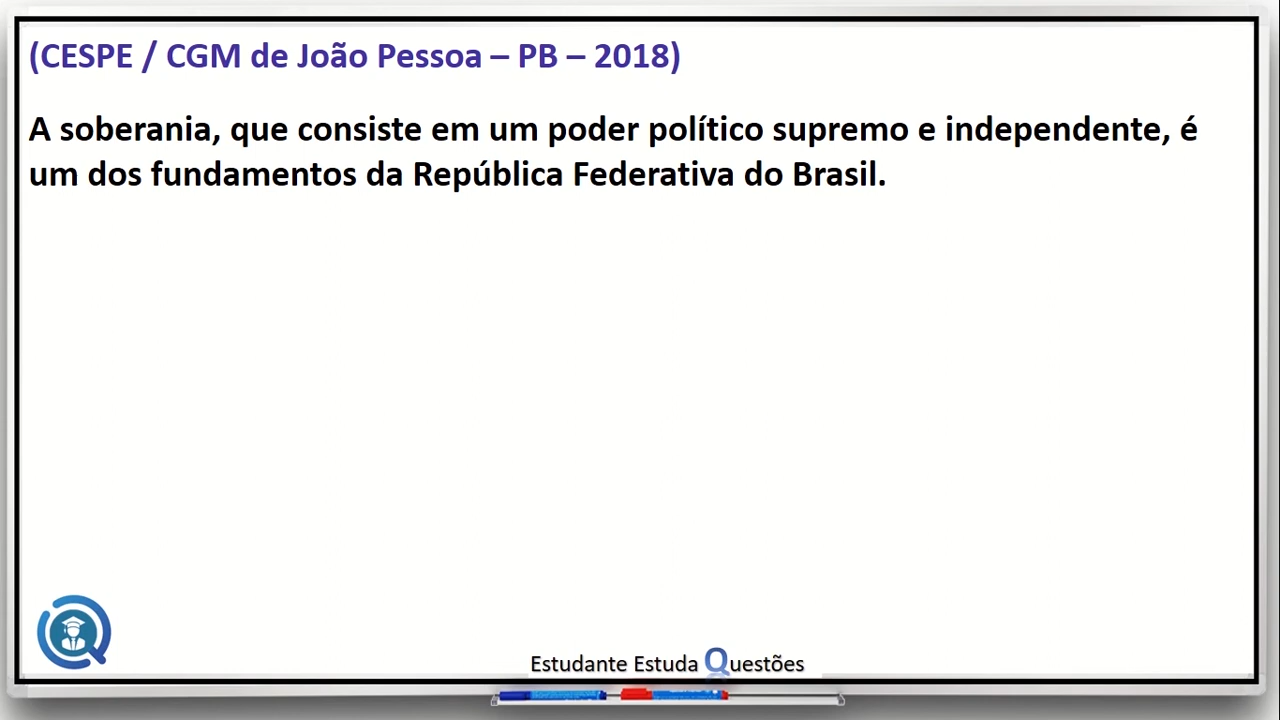 (CESPE / CGM de João Pessoa – PB – 2018)
A soberania, que consiste em um poder político supremo e independente, é
um dos fundamentos da República Federativa do Brasil.
Estudante Estuda Questões